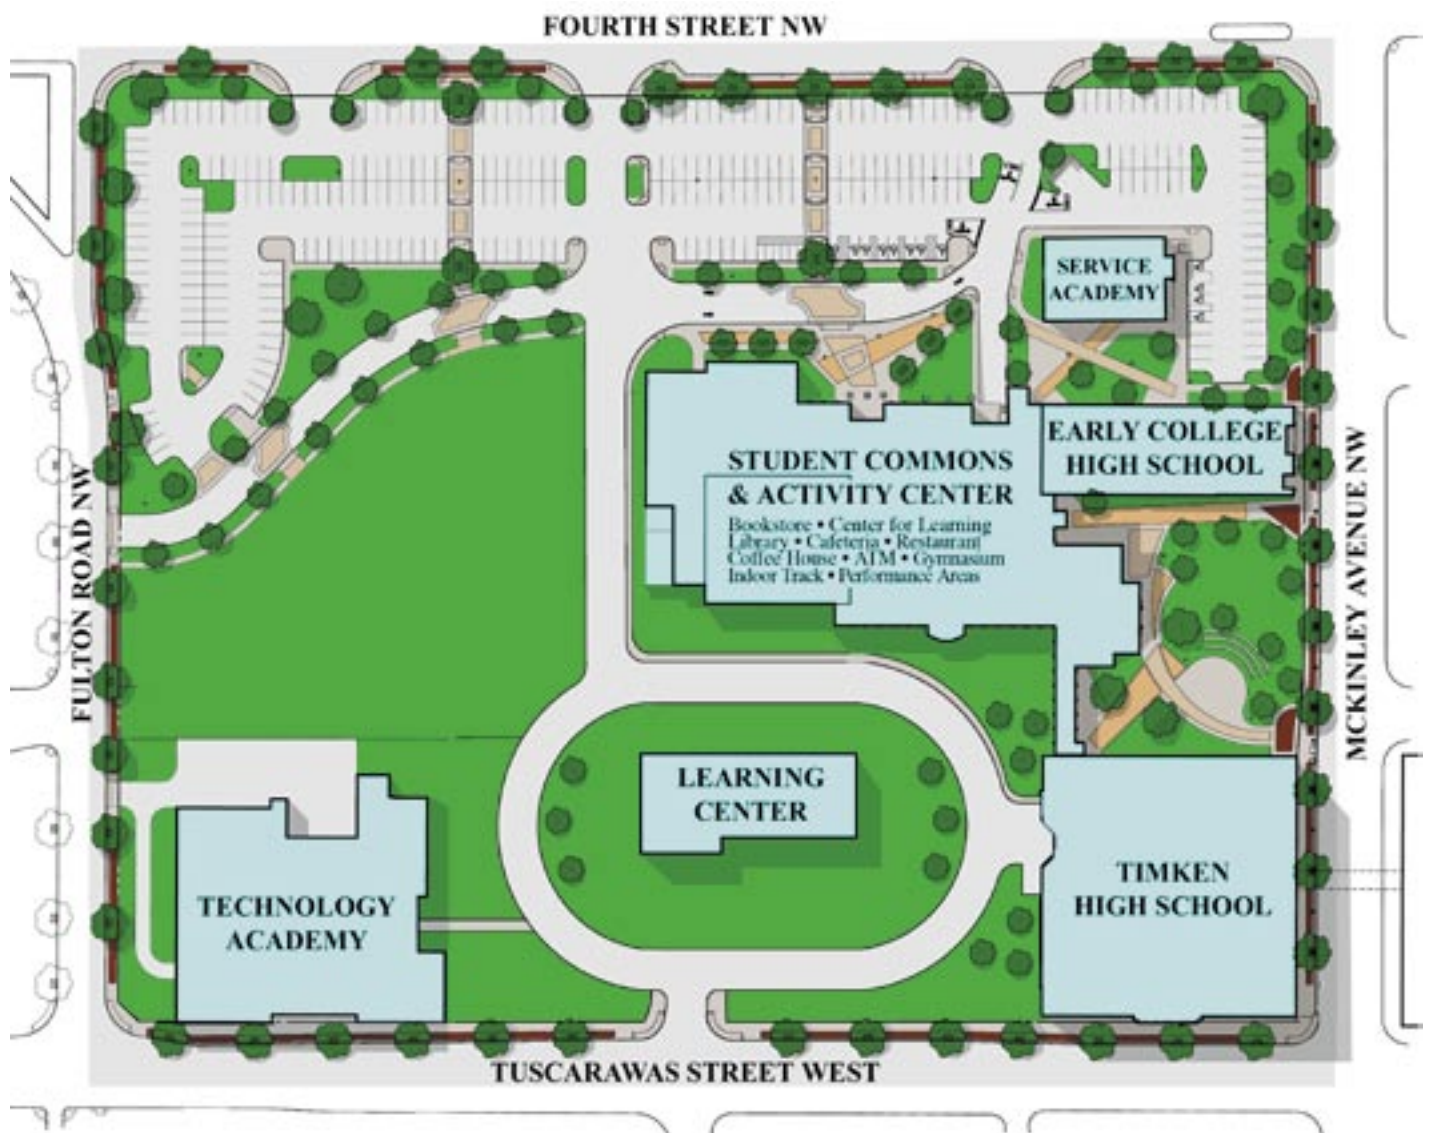 FOURTH STREET NW
SERVICE
ACADEMY
EARLY COLLEGE
HIGH SCHOOL
STUDENT COMMONS
& ACTIVITY CENTER
Bookstore • Center for Learning
Library • Cafeteria • Restaurant
Coffee House • ATM • Gymnasium
Indoor Track • Performance Areas
FULTON ROAD NW
MCKINLEY AVENUE NW
LEARNING
CENTER
TECHNOLOGY
ACADEMY
TIMKEN
HIGH SCHOOL
TUSCARAWAS STREET WEST